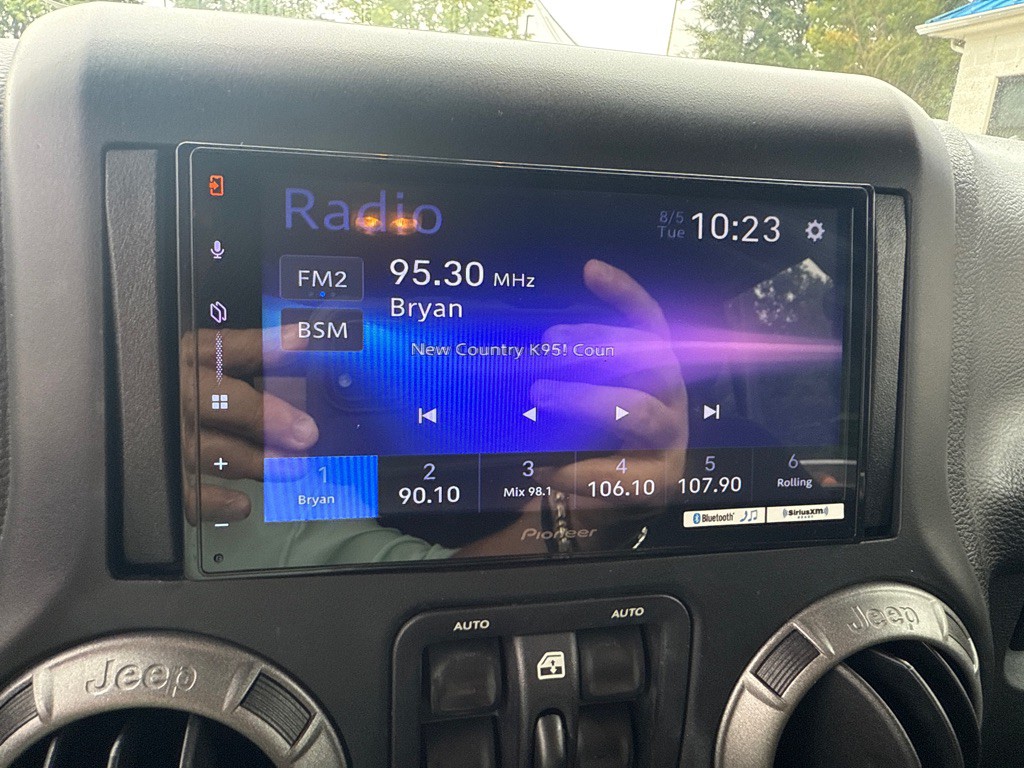 Radio
8/5
Tue
10:23
FM2
95.30 MHz
Bryan
BSM
New Country K95! Coun
1
Bryan
2
90.10
3
Mix 98.1
4
106.10
5
107.90
6
Rolling
Bluetooth
SiriusXM
READY
Pioneer
AUTO
AUTO
Jeep
Jeep